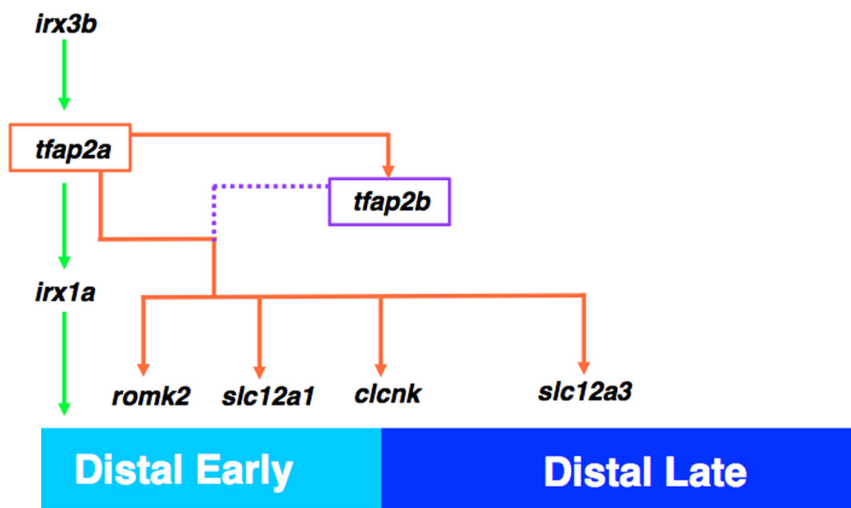 irx3b
tfap2a
tfap2b
irx1a
romk2 slc12a1 clcnk slc12a3
Distal Early Distal Late